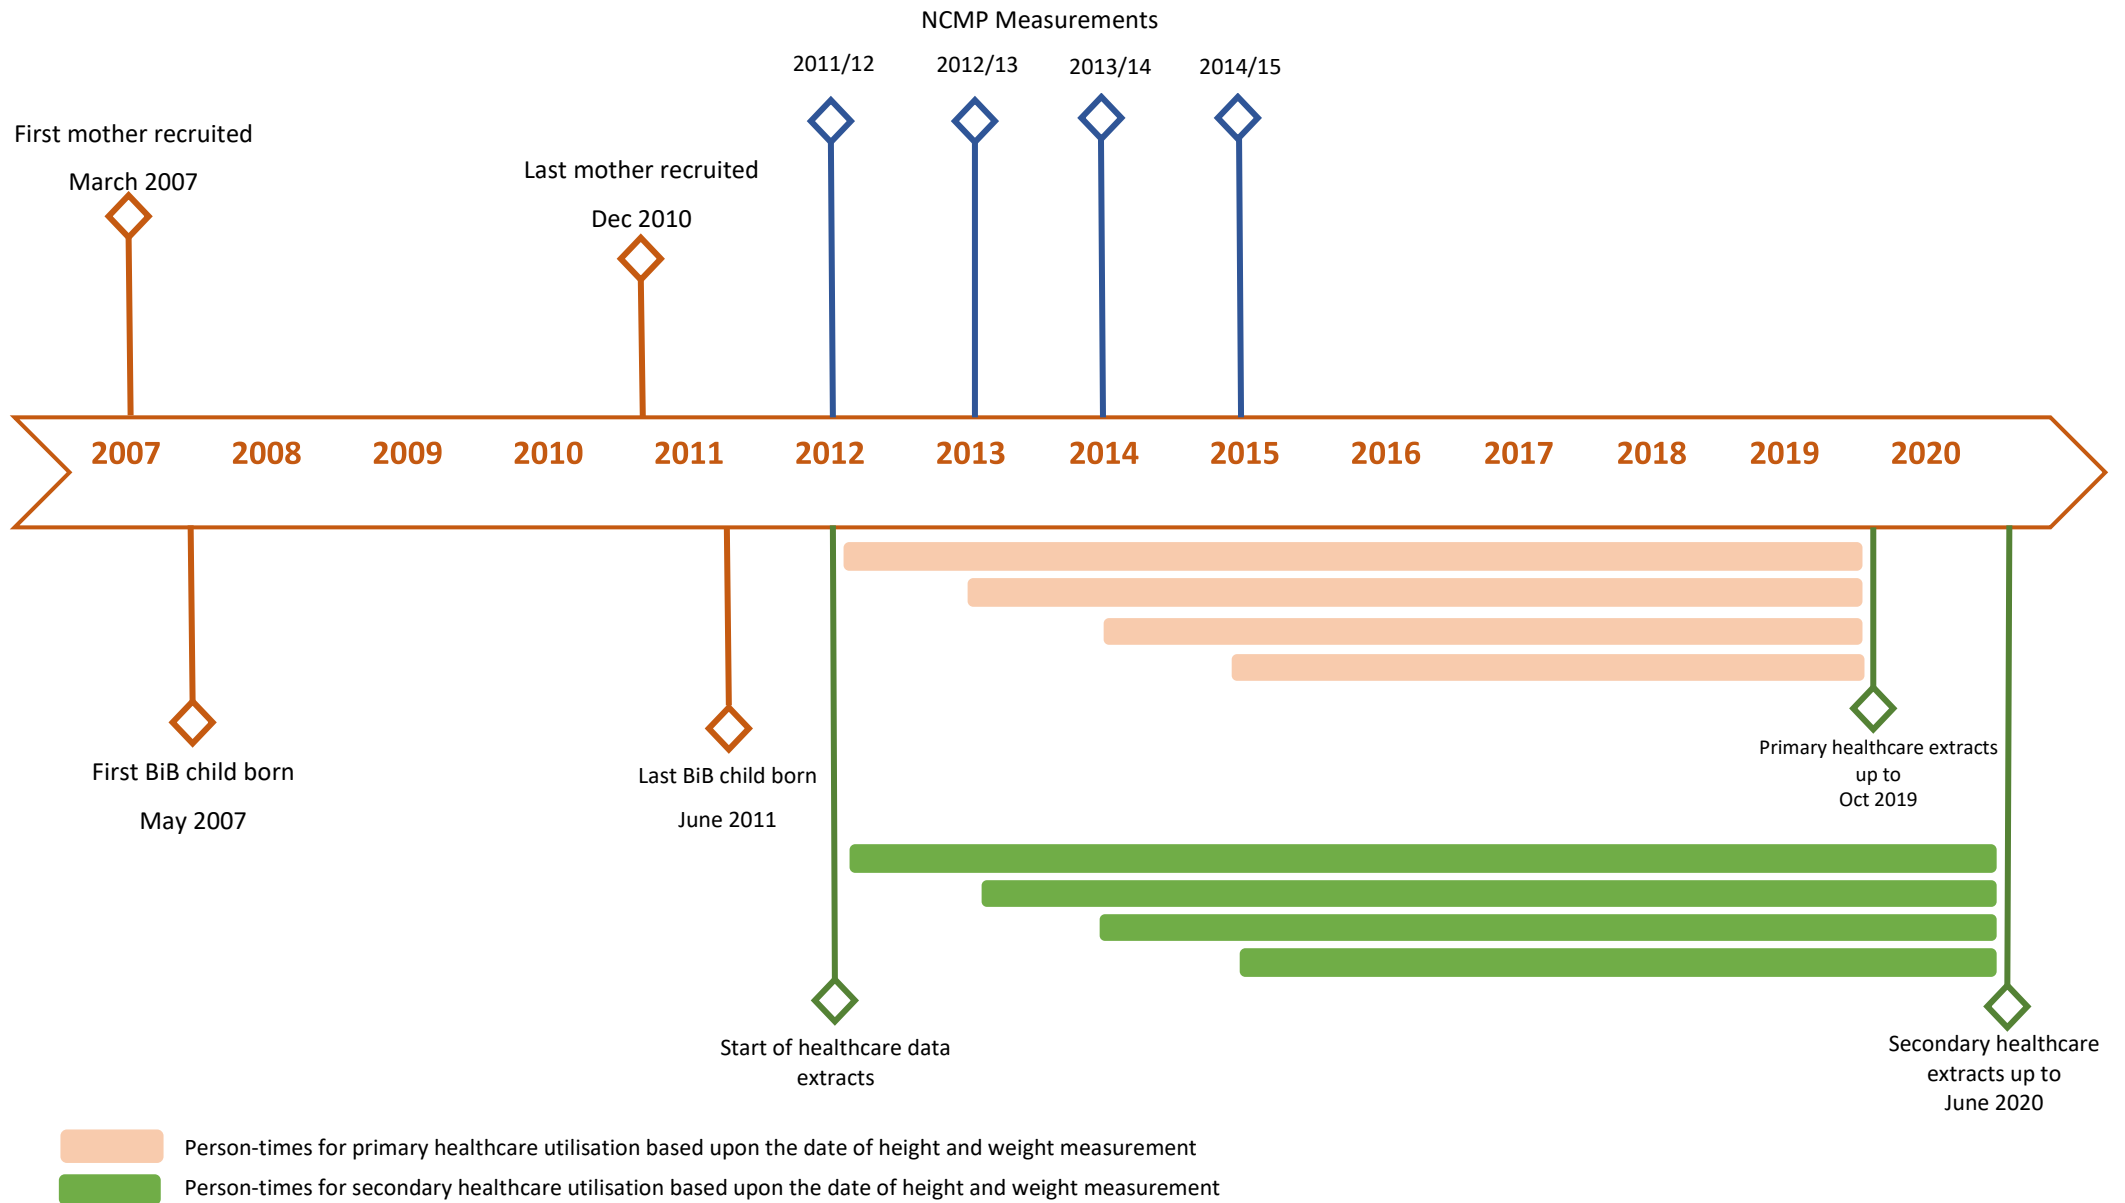 NCMP Measurements
2011/12 2012/13 2013/14 2014/15
First mother recruited
March 2007
Last mother recruited
Dec 2010
2007 2008 2009 2010 2011 2012 2013 2014 2015 2016 2017 2018 2019 2020
First BiB child born
May 2007
Last BiB child born
June 2011
Primary healthcare extracts
up to
Oct 2019
Start of healthcare data
extracts
Secondary healthcare
extracts up to
June 2020
Person-times for primary healthcare utilisation based upon the date of height and weight measurement
Person-times for secondary healthcare utilisation based upon the date of height and weight measurement